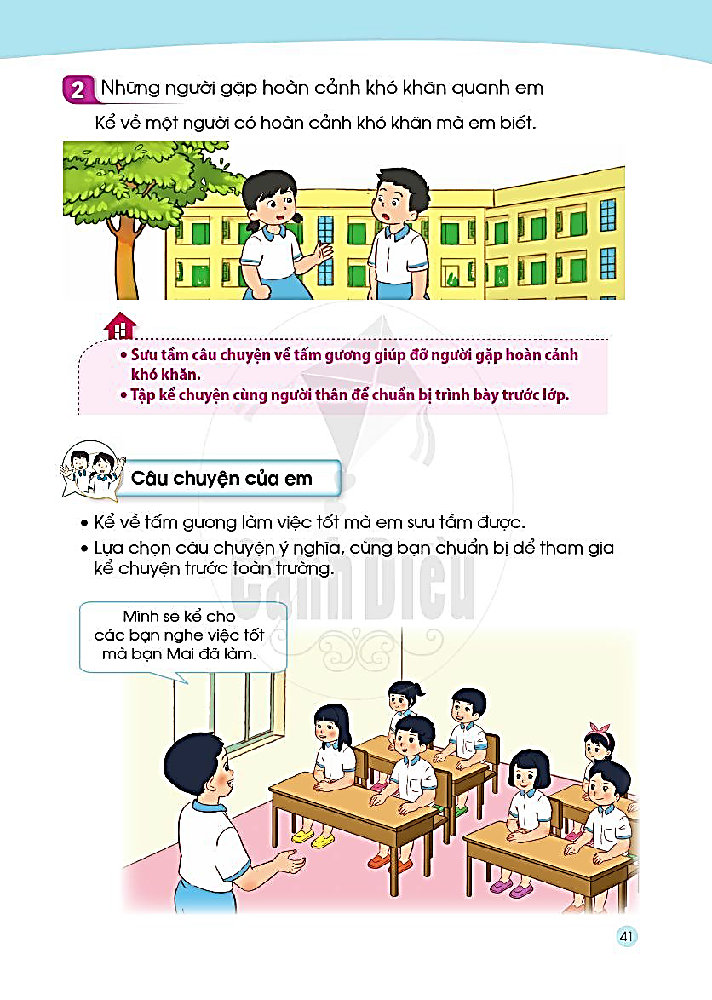 2 Những người gặp hoàn cảnh khó khăn quanh em
Kể về một người có hoàn cảnh khó khăn mà em biết.
• Sưu tầm câu chuyện về tấm gương giúp đỡ người gặp hoàn cảnh
khó khăn.
• Tập kể chuyện cùng người thân để chuẩn bị trình bày trước lớp.
Câu chuyện của em
• Kể về tấm gương làm việc tốt mà em sưu tầm được.
• Lựa chọn câu chuyện ý nghĩa, cùng bạn chuẩn bị để tham gia
kể chuyện trước toàn trường.
Cánh Diều
Mình sẽ kể cho
các bạn nghe việc tốt
mà bạn Mai đã làm.
41